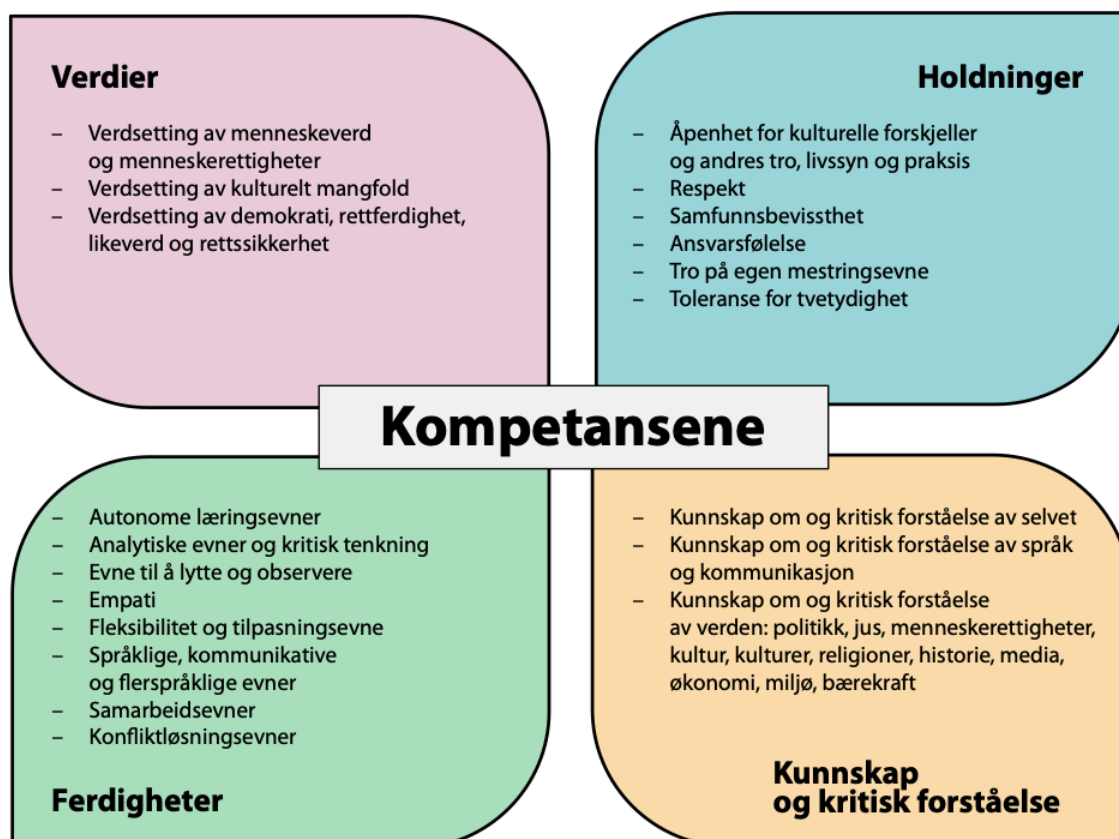 Verdier
– Verdsetting av menneskeverd
og menneskerettigheter
– Verdsetting av kulturelt mangfold
– Verdsetting av demokrati, rettferdighet,
likeverd og rettssikkerhet
Holdninger
– Åpenhet for kulturelle forskjeller
og andres tro, livssyn og praksis
– Respekt
– Samfunnsbevissthet
– Ansvarsfølelse
– Tro på egen mestringsevne
– Toleranse for tvetydighet
Kompetansene
– Autonome læringsevner
– Analytiske evner og kritisk tenkning
– Evne til å lytte og observere
– Empati
– Fleksibilitet og tilpasningsevne
– Språklige, kommunikative
og flerspråklige evner
– Samarbeidsevner
– Konfliktløsningsevner
Ferdigheter
– Kunnskap om og kritisk forståelse av selvet
– Kunnskap om og kritisk forståelse av språk
og kommunikasjon
– Kunnskap om og kritisk forståelse
av verden: politikk, jus, menneskerettigheter,
kultur, kulturer, religioner, historie, media,
økonomi, miljø, bærekraft
Kunnskap
og kritisk forståelse